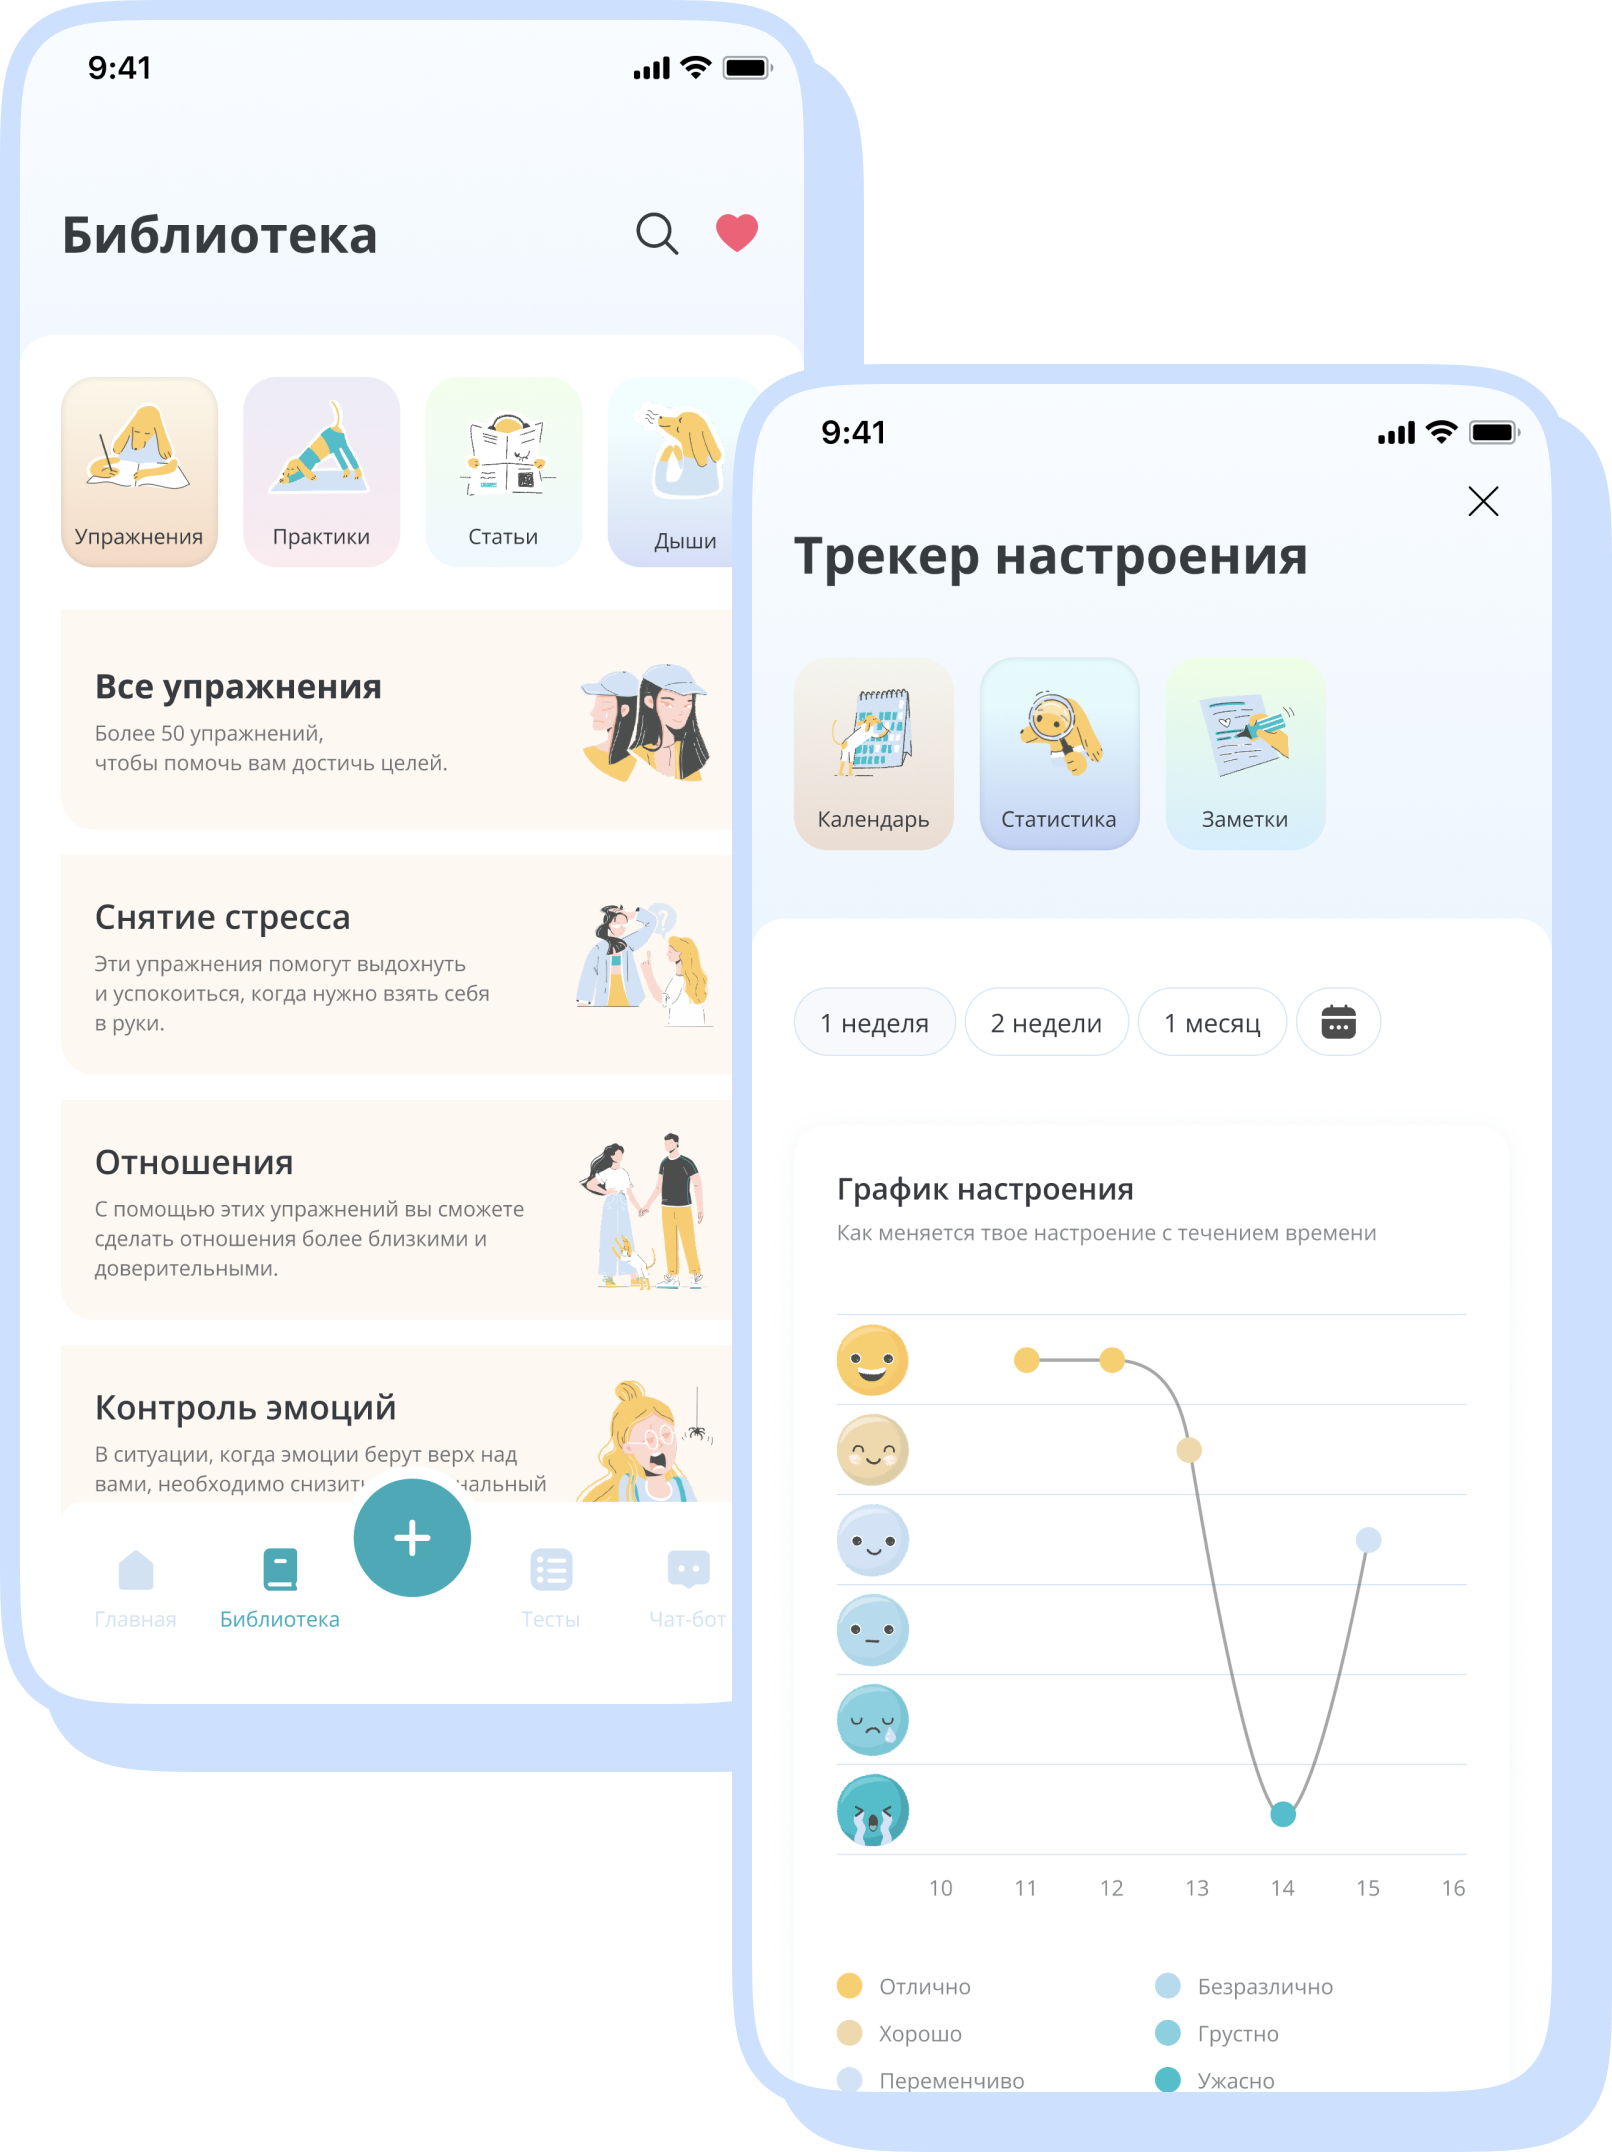 9:41
Библиотека
Упражнения
Практики
Статьи
Дыши
Все упражнения
Более 50 упражнений,
чтобы помочь вам достичь целей.
Снятие стресса
Эти упражнения помогут выдохнуть
и успокоиться, когда нужно взять себя
в руки.
Отношения
С помощью этих упражнений вы сможете
сделать отношения более близкими и
доверительными.
Контроль эмоций
В ситуации, когда эмоции берут верх над
вами, необходимо
Главная
Библиотека
Тесты
Чат-бот
9:41
Трекер настроения
Календарь
Статистика
Заметки
1 неделя
2 недели
1 месяц
График настроения
Как меняется твое настроение с течением времени
10 11 12 13 14 15 16
Отлично
Хорошо
Переменчиво
Безразлично
Грустно
Ужасно